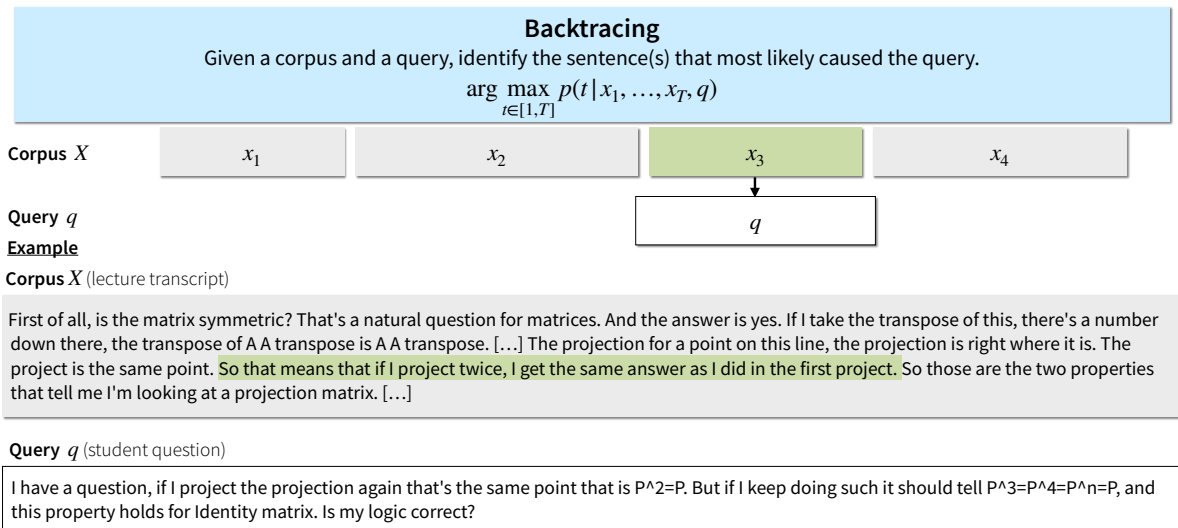 Backtracing
Given a corpus and a query, identify the sentence(s) that most likely caused the query.
arg max p(t|x₁, …, x_T, q)
t∈[1,T]
Corpus X
x₁
x₂
x₃
x₄
Query q
q
Example
Corpus X (lecture transcript)
First of all, is the matrix symmetric? That's a natural question for matrices. And the answer is yes. If I take the transpose of this, there's a number
down there, the transpose of A A transpose is A A transpose. […] The projection for a point on this line, the projection is right where it is. The
project is the same point. So that means that if I project twice, I get the same answer as I did in the first project. So those are the two properties
that tell me I'm looking at a projection matrix. […]
Query q (student question)
I have a question, if I project the projection again that's the same point that is P^2=P. But if I keep doing such it should tell P^3=P^4=P^n=P, and
this property holds for Identity matrix. Is my logic correct?